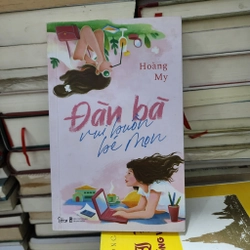 Hoàng
My
Đàn bà
vui, buồn
bé mọn